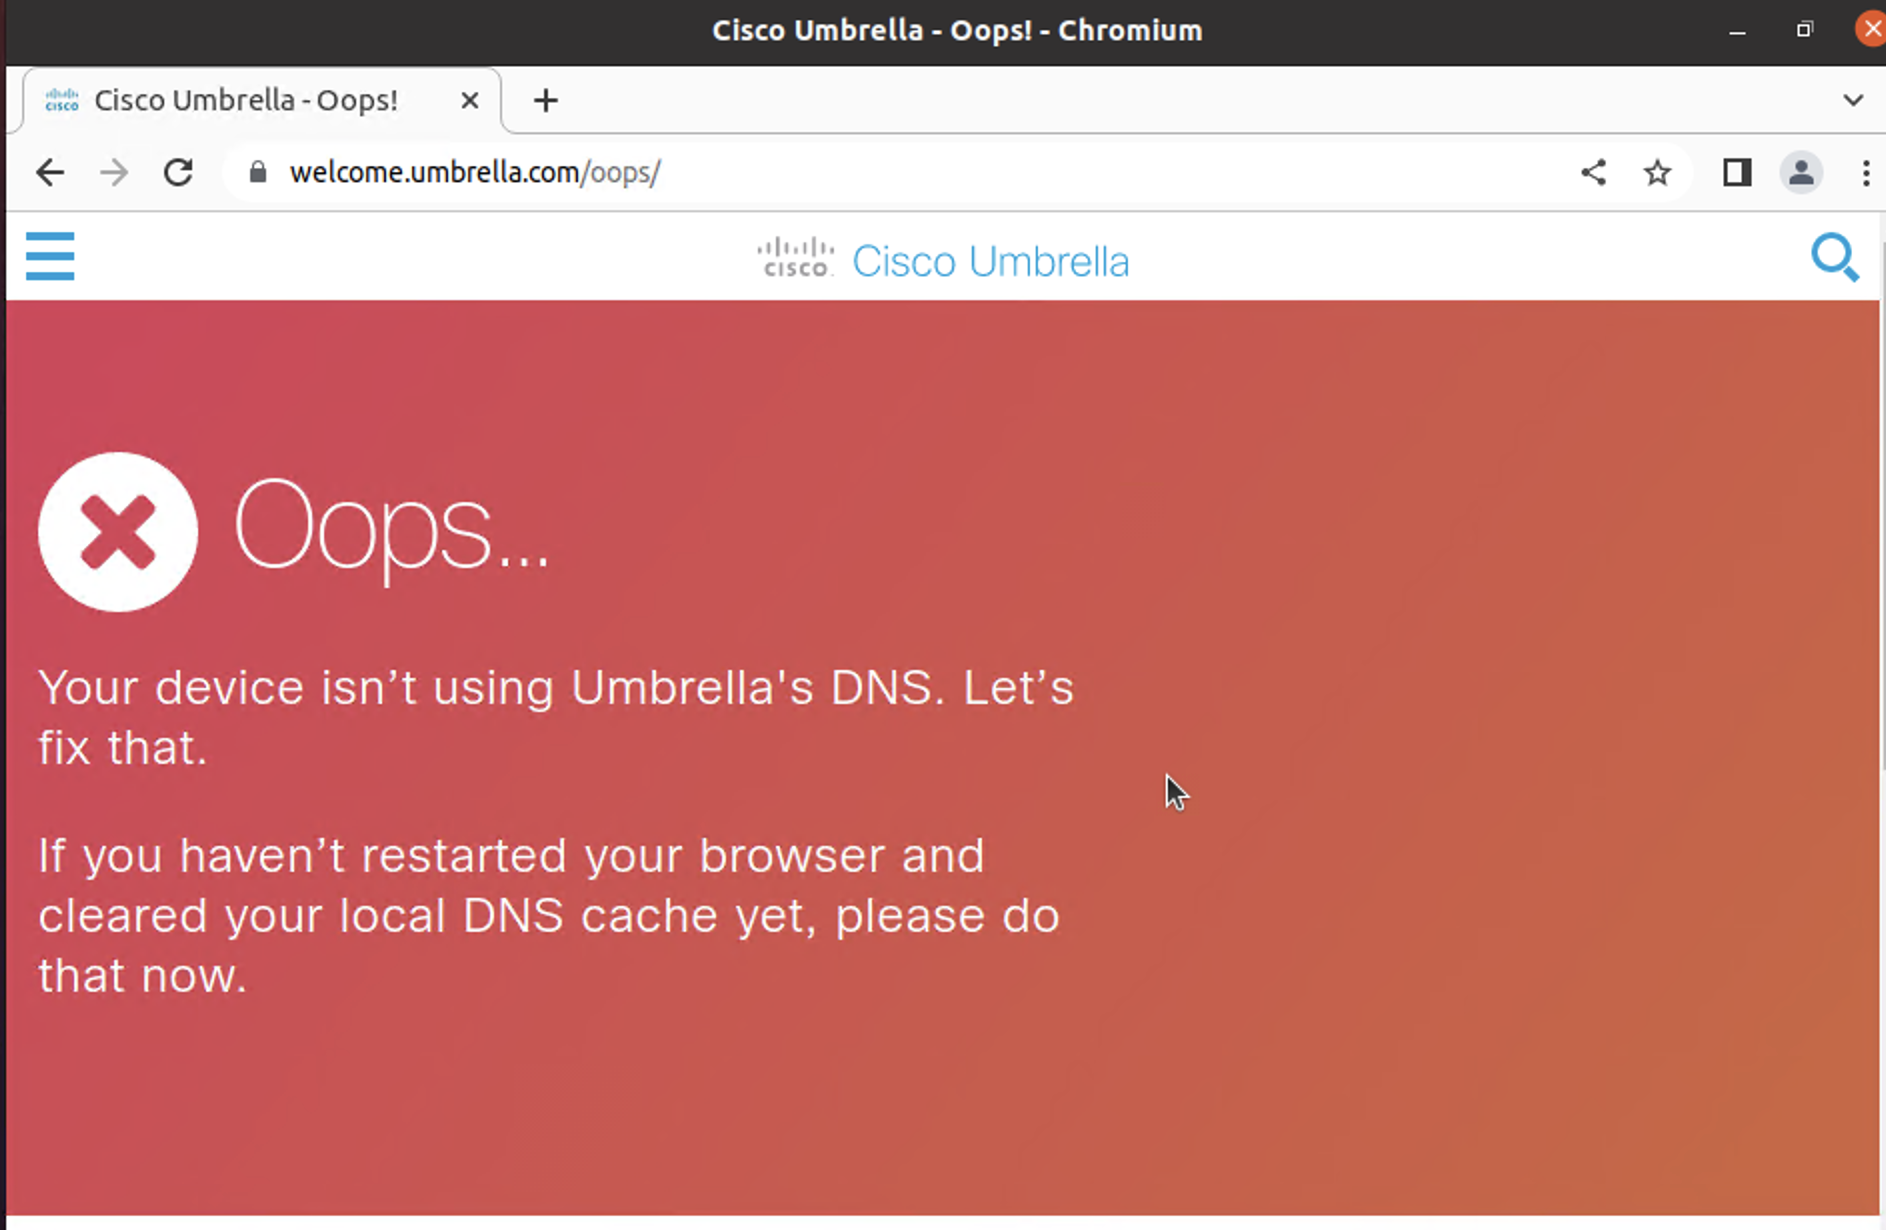 Cisco Umbrella - Oops! - Chromium
CISCO Cisco Umbrella - Oops!
welcome.umbrella.com/oops/
CISCO Cisco Umbrella
Oops...
Your device isn’t using Umbrella's DNS. Let’s
fix that.
If you haven’t restarted your browser and
cleared your local DNS cache yet, please do
that now.